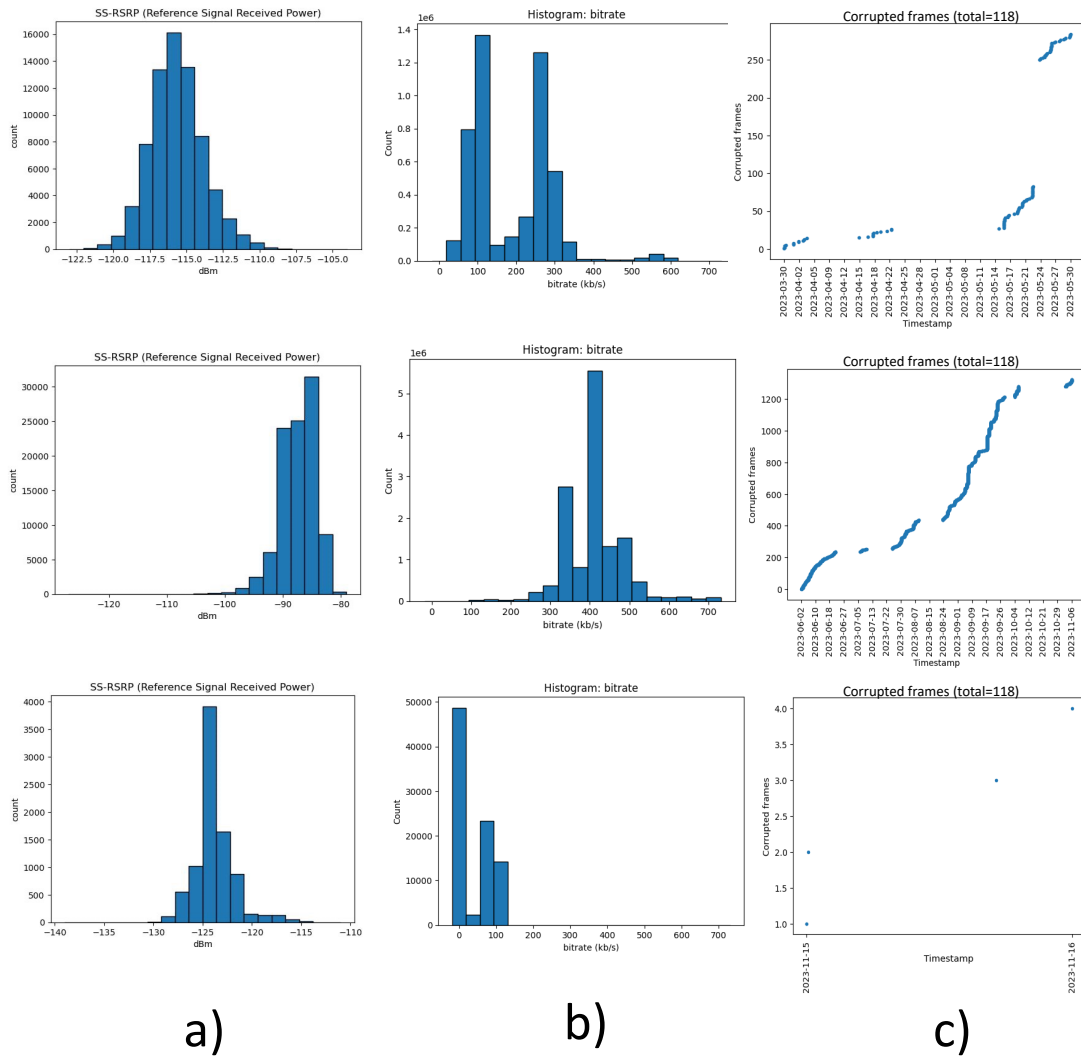 SS-RSRP (Reference Signal Received Power)
count
16000
14000
12000
10000
8000
6000
4000
2000
0
−122.5 −120.0 −117.5 −115.0 −112.5 −110.0 −107.5 −105.0
dBm
Histogram: bitrate
1e6
Count
1.4
1.2
1.0
0.8
0.6
0.4
0.2
0.0
0 100 200 300 400 500 600 700
bitrate (kb/s)
Corrupted frames (total=118)
Corrupted frames
250
200
150
100
50
0
2023-03-30
2023-04-02
2023-04-05
2023-04-09
2023-04-12
2023-04-15
2023-04-18
2023-04-22
2023-04-25
2023-04-28
2023-05-01
2023-05-04
2023-05-08
2023-05-11
2023-05-14
2023-05-17
2023-05-21
2023-05-24
2023-05-27
2023-05-30
Timestamp
SS-RSRP (Reference Signal Received Power)
count
30000
25000
20000
15000
10000
5000
0
−120 −100 −90 −80
dBm
Histogram: bitrate
1e6
Count
5
4
3
2
1
0
0 100 200 300 400 500 600 700
bitrate (kb/s)
Corrupted frames (total=118)
Corrupted frames
1200
1000
800
600
400
200
0
2023-06-02
2023-06-10
2023-06-18
2023-06-27
2023-07-05
2023-07-13
2023-07-22
2023-07-30
2023-08-07
2023-08-15
2023-08-24
2023-09-01
2023-09-09
2023-09-17
2023-09-26
2023-10-04
2023-10-12
2023-10-21
2023-10-29
2023-11-06
Timestamp
SS-RSRP (Reference Signal Received Power)
count
4000
3500
3000
2500
2000
1500
1000
500
0
−140 −135 −130 −125 −120 −115 −110
dBm
Histogram: bitrate
Count
50000
40000
30000
20000
10000
0
0 100 200 300 400 500 600 700
bitrate (kb/s)
Corrupted frames (total=118)
Corrupted frames
4.0
3.5
3.0
2.5
2.0
1.5
1.0
2023-11-15
2023-11-16
Timestamp
a) b) c)